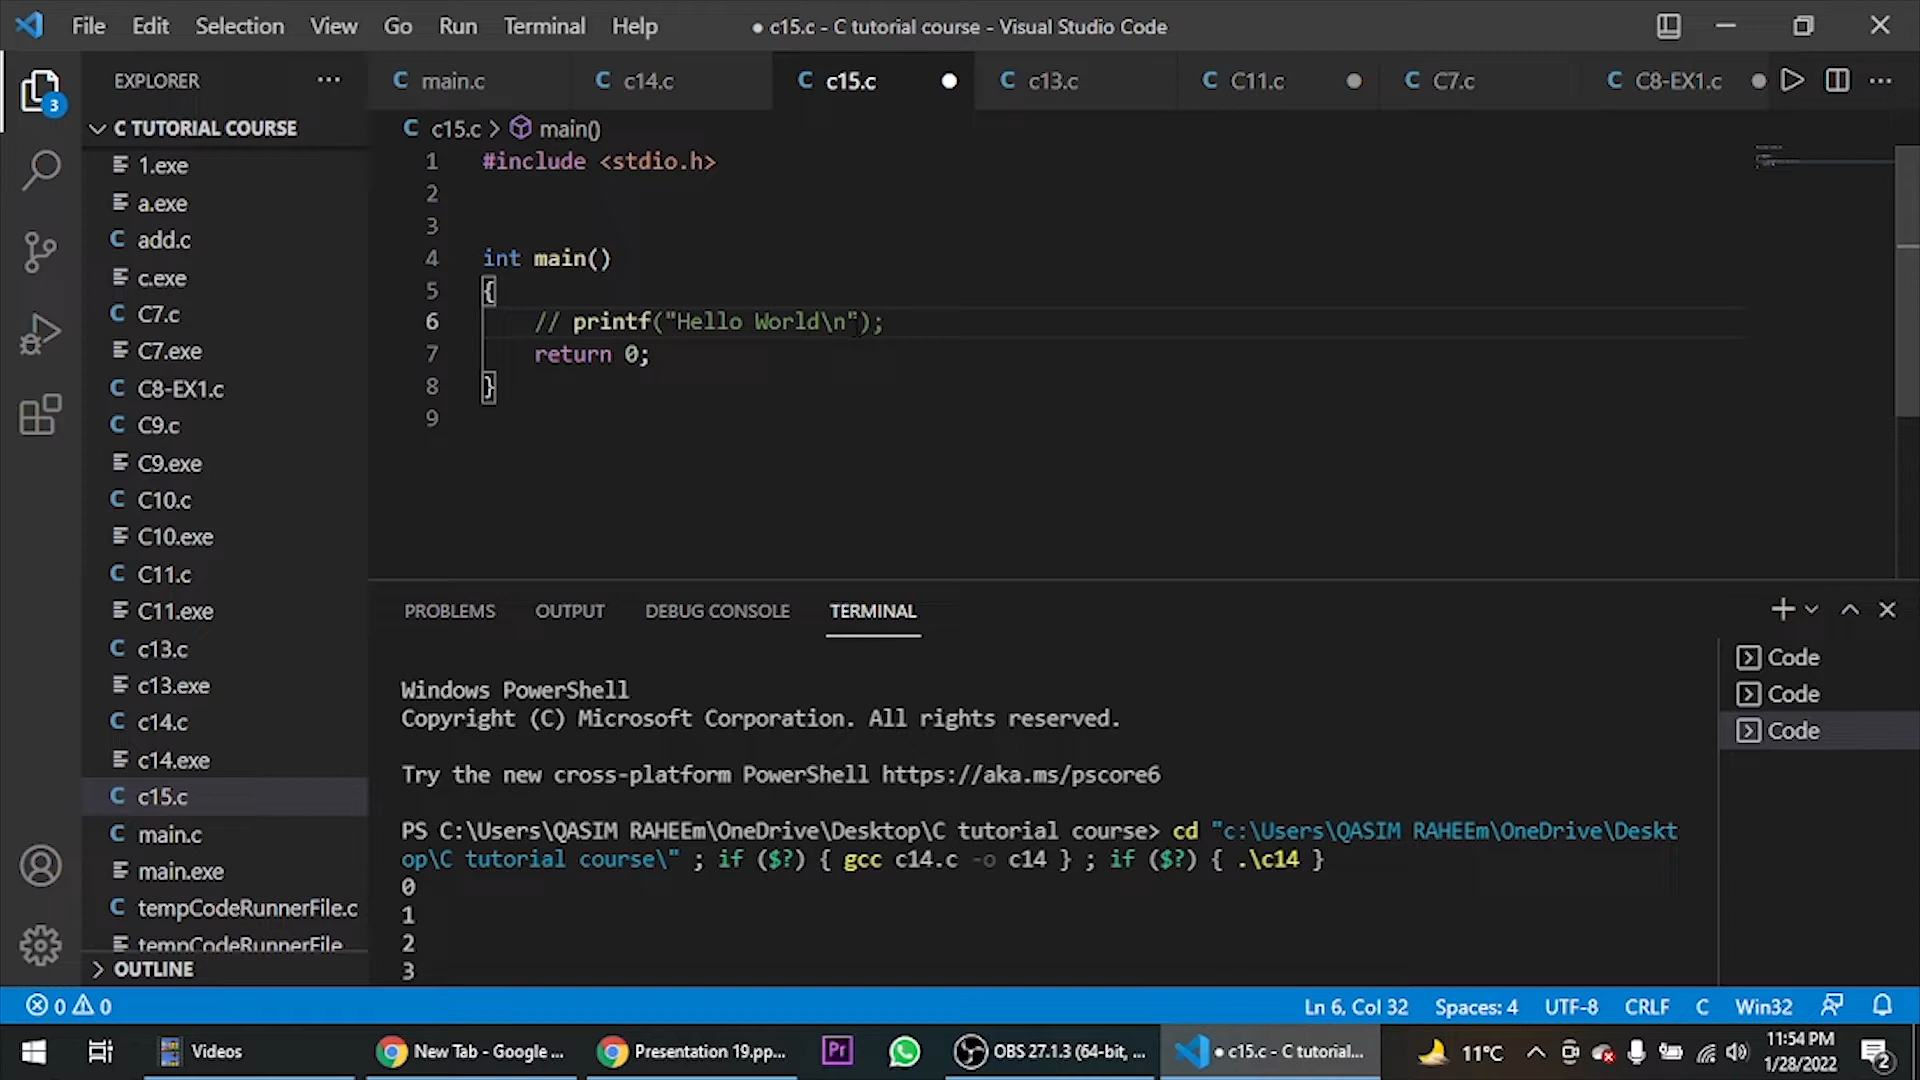 File Edit Selection View Go Run Terminal Help
● c15.c - C tutorial course - Visual Studio Code
3
EXPLORER
C TUTORIAL COURSE
1.exe
a.exe
C add.c
c.exe
C C7.c
C7.exe
C C8-EX1.c
C C9.c
C9.exe
C C10.c
C10.exe
C C11.c
C11.exe
C c13.c
c13.exe
C c14.c
c14.exe
C c15.c
C main.c
main.exe
C tempCodeRunnerFile.c
tempCodeRunnerFile
OUTLINE
C main.c C c14.c C c15.c C c13.c C C11.c C C7.c C C8-EX1.c
C c15.c > main()
1 #include <stdio.h>
2
3
4 int main()
5 {
6 // printf("Hello World\n");
7 return 0;
8 }
9
PROBLEMS OUTPUT DEBUG CONSOLE TERMINAL
Windows PowerShell
Copyright (C) Microsoft Corporation. All rights reserved.
Try the new cross-platform PowerShell https://aka.ms/pscore6
PS C:\Users\QASIM RAHEEm\OneDrive\Desktop\C tutorial course> cd "c:\Users\QASIM RAHEEm\OneDrive\Deskt
op\C tutorial course\" ; if ($?) { gcc c14.c -o c14 } ; if ($?) { .\c14 }
0
1
2
3
Code
Code
Code
0 0
Ln 6, Col 32 Spaces: 4 UTF-8 CRLF C Win32
Videos
New Tab - Google ...
Presentation 19.pp...
Pr
OBS 27.1.3 (64-bit, ...
● c15.c - C tutorial...
11°C
11:54 PM
1/28/2022
2